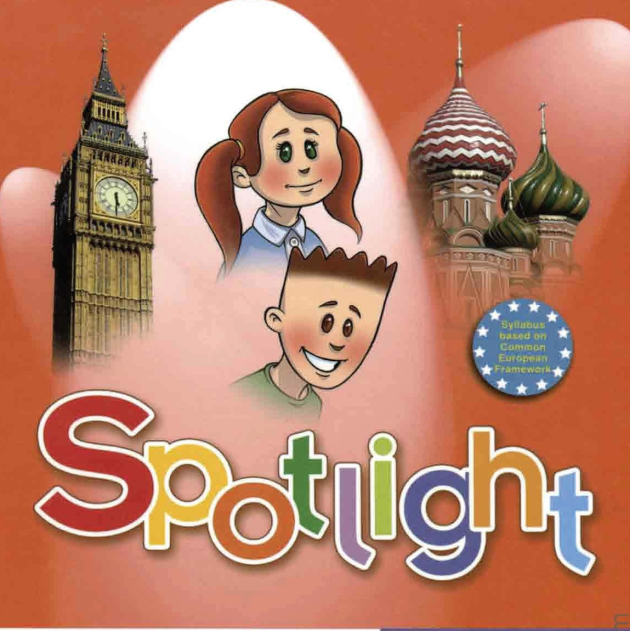 Syllabus
based on
Common
European
Framework
Spotlight